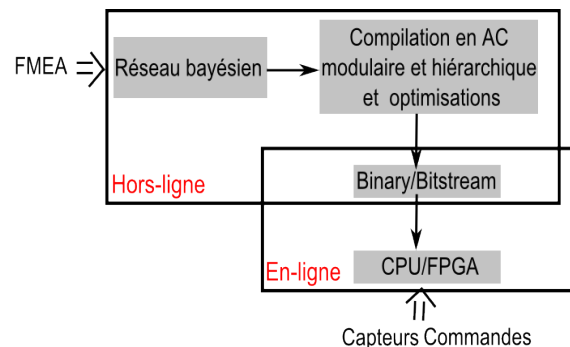 FMEA
Réseau bayésien
Compilation en AC
modulaire et hiérarchique
et optimisations
Hors-ligne
Binary/Bitstream
En-ligne
CPU/FPGA
Capteurs Commandes